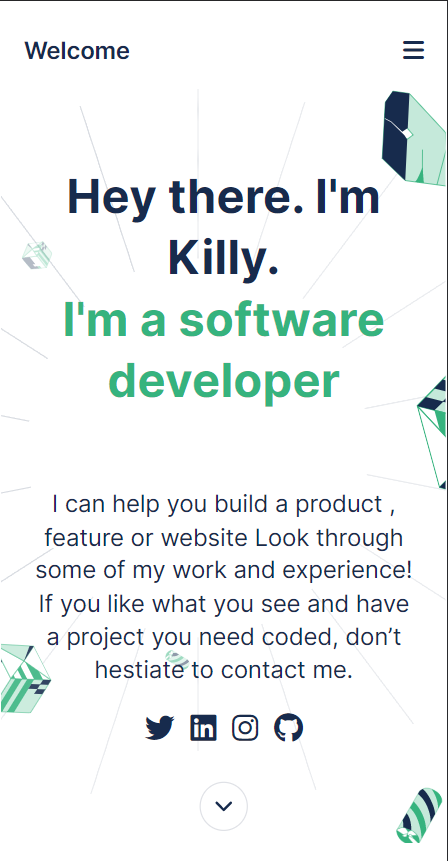 Welcome
Hey there. I'm
Killy.
I'm a software
developer
I can help you build a product ,
feature or website Look through
some of my work and experience!
If you like what you see and have
a project you need coded, don’t
hestiate to contact me.